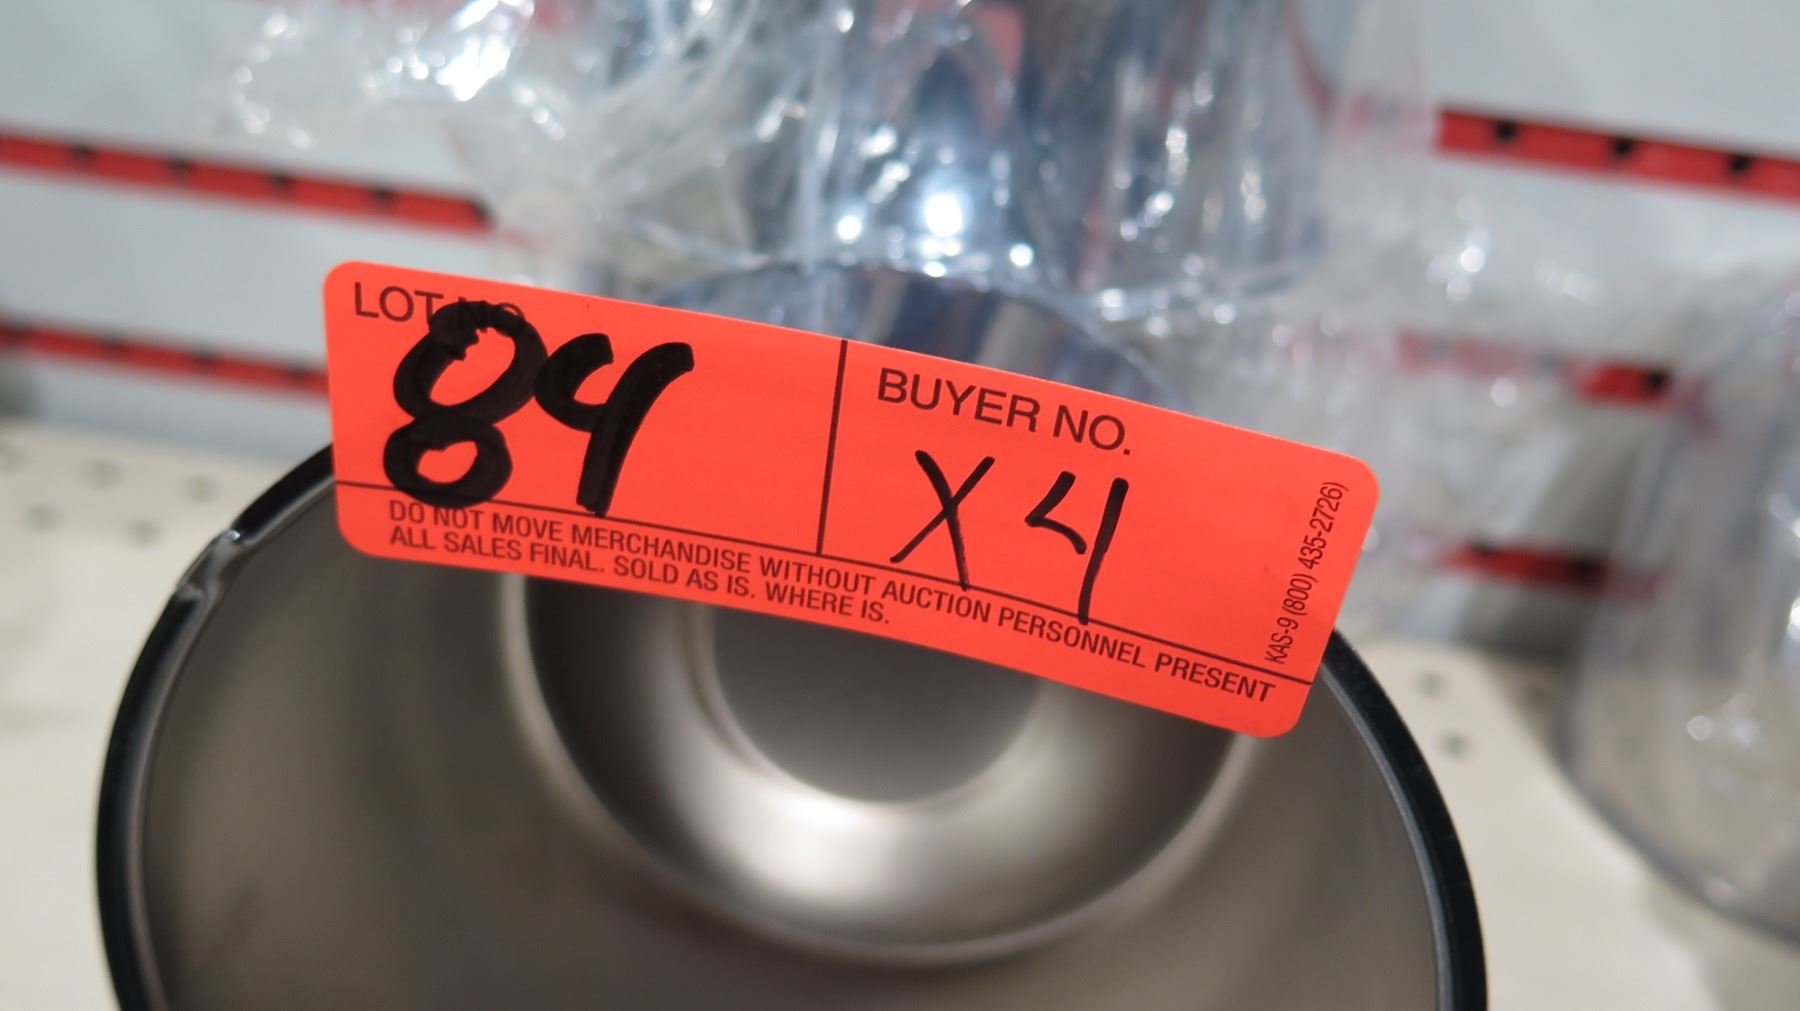 LOT NO.
84
BUYER NO.
X4
DO NOT MOVE MERCHANDISE WITHOUT AUCTION PERSONNEL PRESENT
ALL SALES FINAL. SOLD AS IS. WHERE IS.
KAS-9 (800) 435-2726)